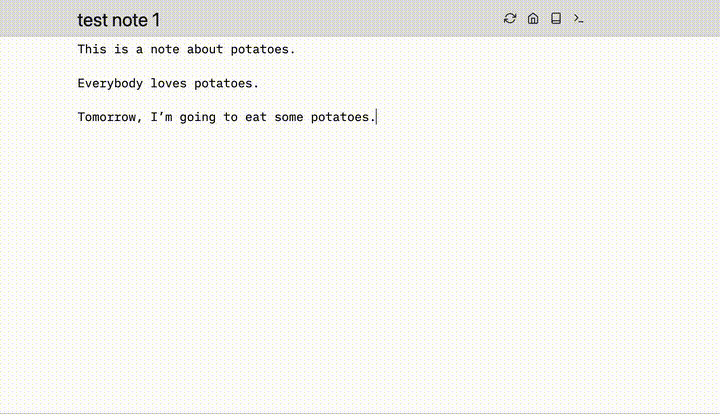 test note 1
This is a note about potatoes.
Everybody loves potatoes.
Tomorrow, I’m going to eat some potatoes.